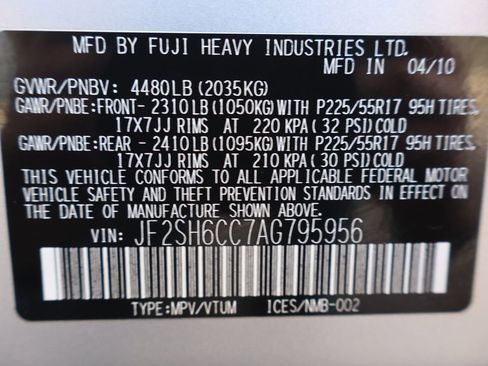 MFD BY FUJI HEAVY INDUSTRIES LTD.
MFD IN 04/10
GVWR/PNBV: 4480LB(2035KG)
GAWR/PNBE:FRONT-2310LB(1050KG)WITH P225/55R17 95H TIRES,
17X7JJ RIMS AT 220 KPA(32 PSI)COLD
GAWR/PNBE:REAR -2410LB(1095KG)WITH P225/55R17 95H TIRES,
17X7JJ RIMS AT 210 KPA(30 PSI)COLD
THIS VEHICLE CONFORMS TO ALL APPLICABLE FEDERAL MOTOR
VEHICLE SAFETY AND THEFT PREVENTION STANDARDS IN EFFECT ON
THE DATE OF MANUFACTURE SHOWN ABOVE.
VIN: JF2SH6CC7AG795956
TYPE:MPV/VTUM ICES/NMB-002